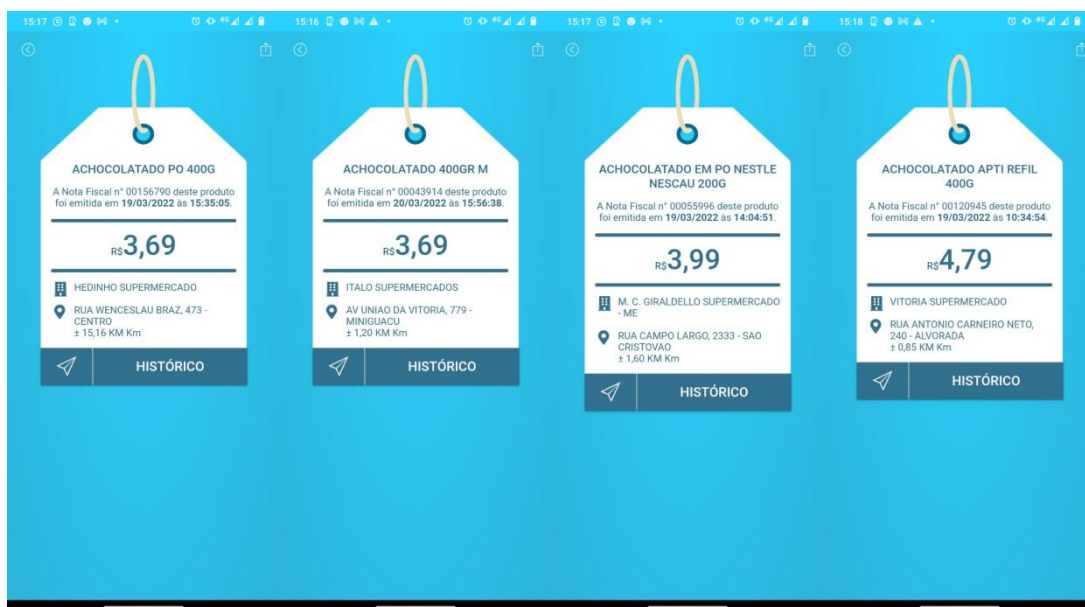 15:17
4G
ACHOCOLATADO PO 400G
A Nota Fiscal n° 00156790 deste produto
foi emitida em 19/03/2022 às 15:35:05.
R$3,69
HEDINHO SUPERMERCADO
RUA WENCESLAU BRAZ, 473 -
CENTRO
± 15,16 KM Km
HISTÓRICO
15:16
4G
ACHOCOLATADO 400GR M
A Nota Fiscal n° 00043914 deste produto
foi emitida em 20/03/2022 às 15:56:38.
R$3,69
ITALO SUPERMERCADOS
AV UNIAO DA VITORIA, 779 -
MINIGUACU
± 1,20 KM Km
HISTÓRICO
15:17
4G
ACHOCOLATADO EM PO NESTLE
NESCAU 200G
A Nota Fiscal n° 00055996 deste produto
foi emitida em 19/03/2022 às 14:04:51.
R$3,99
M. C. GIRALDELLO SUPERMERCADO
- ME
RUA CAMPO LARGO, 2333 - SAO
CRISTOVAO
± 1,60 KM Km
HISTÓRICO
15:18
4G
ACHOCOLATADO APTI REFIL
400G
A Nota Fiscal n° 00120945 deste produto
foi emitida em 19/03/2022 às 10:34:54.
R$4,79
VITORIA SUPERMERCADO
RUA ANTONIO CARNEIRO NETO,
240 - ALVORADA
± 0,85 KM Km
HISTÓRICO